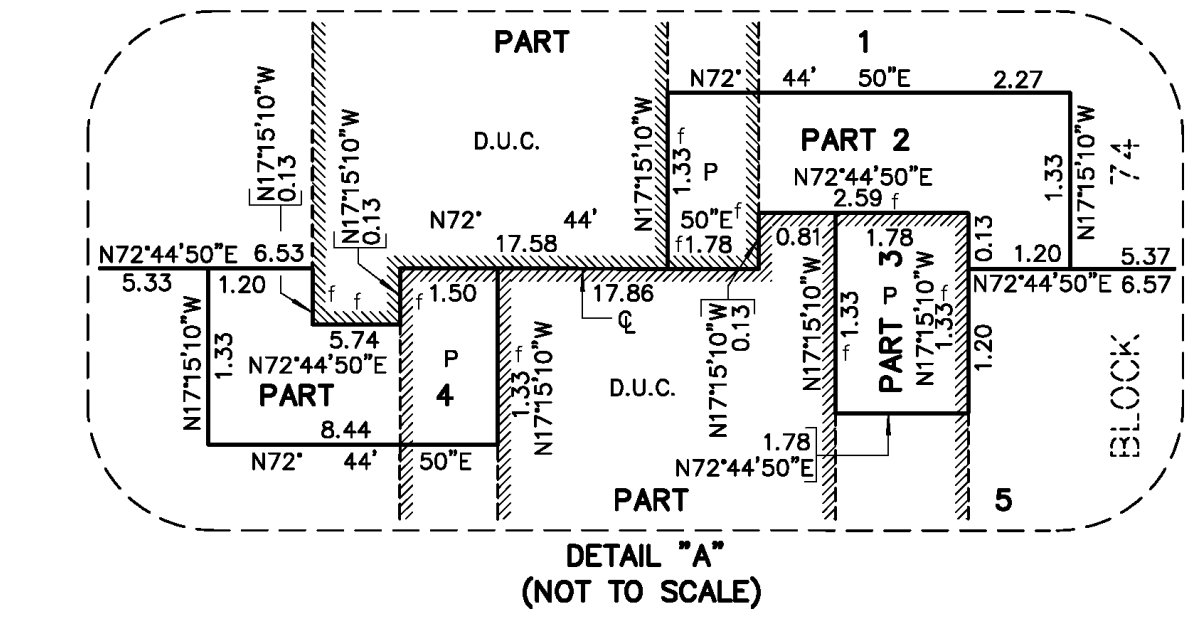 PART 1
N72° 44' 50"E 2.27
N17°15'10"W
0.13
N17°15'10"W
0.13
D.U.C.
N17°15'10"W
f
1.33
P
PART 2
N72°44'50"E
2.59 f
1.33
N17°15'10"W
74
N72° 44' 50"E f
17.58 f 1.78
0.81 1.78 0.13
N72°44'50"E 6.53
5.33 1.20
1.20 5.37
N72°44'50"E 6.57
f f f
1.50 17.86
℄
5.74
N72°44'50"E
N17°15'10"W
1.33
PART 4
P
f
1.33
N17°15'10"W
D.U.C.
N17°15'10"W
0.13
N17°15'10"W
1.33
f
PART 3
P
N17°15'10"W
1.33
f
1.20
BLOCK
8.44
N72° 44' 50"E
1.78
N72°44'50"E
PART 5
DETAIL "A"
(NOT TO SCALE)